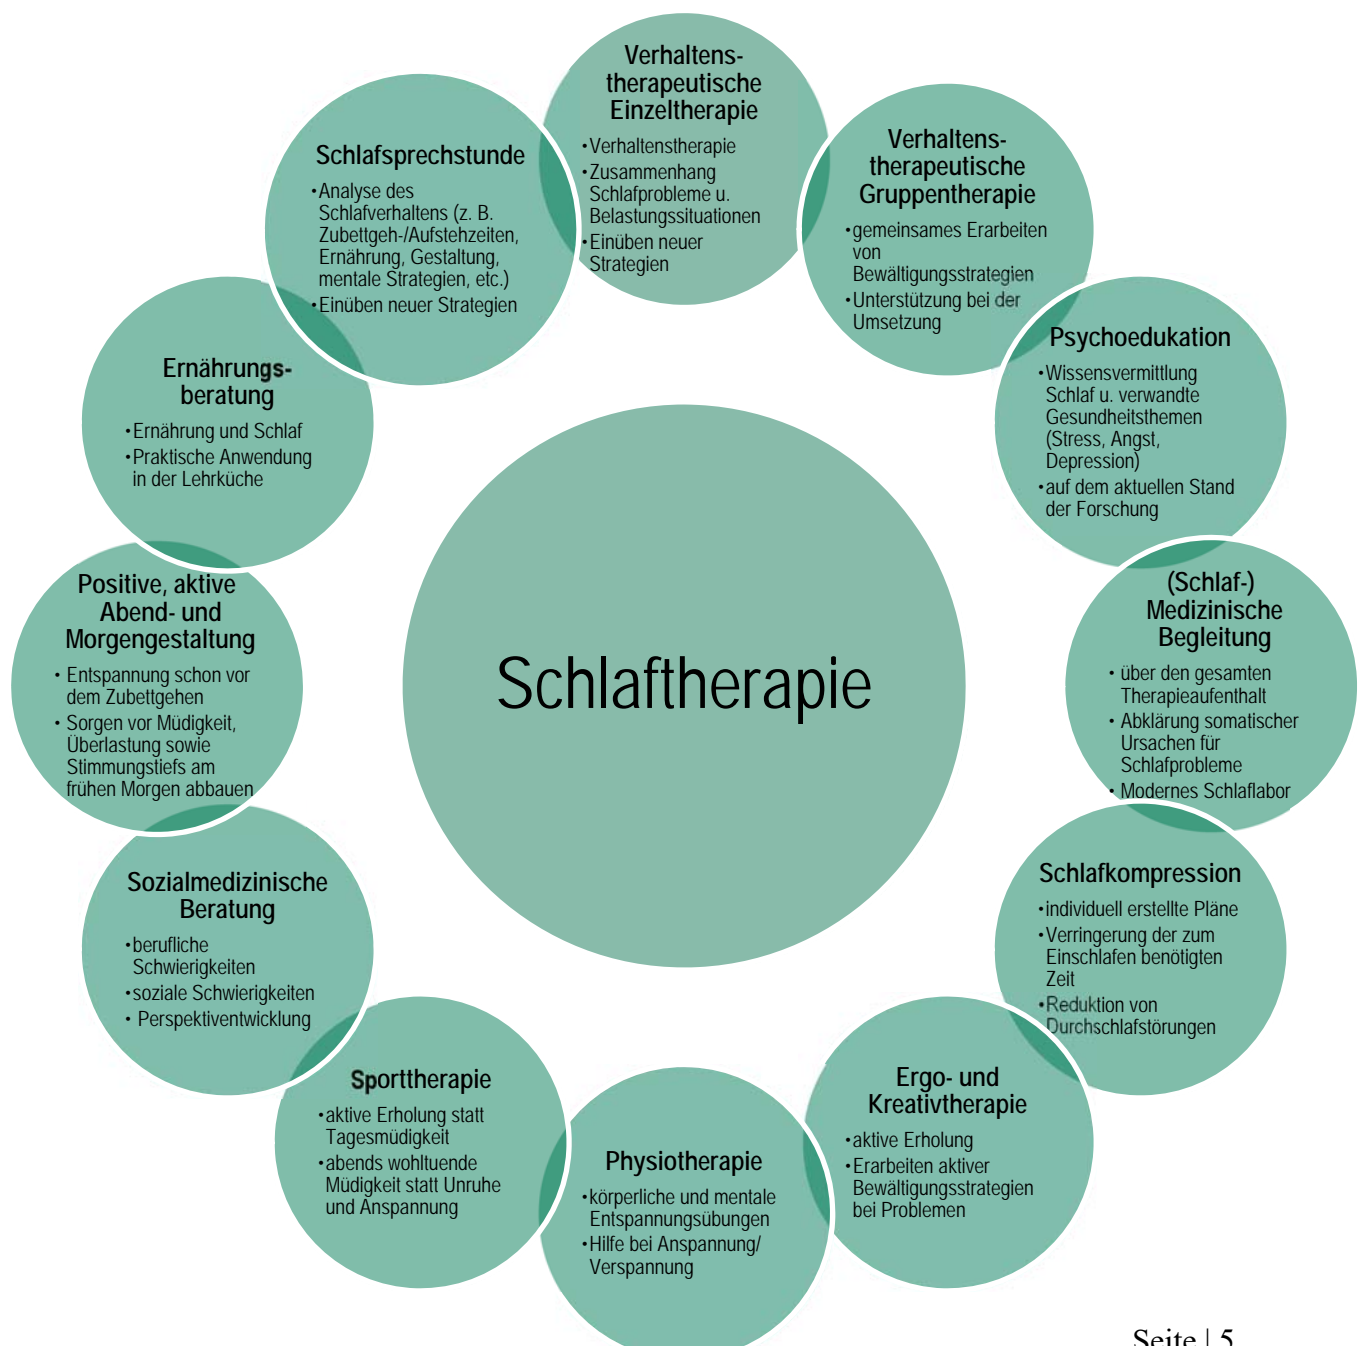 Verhaltens-
therapeutische
Einzeltherapie
•Verhaltenstherapie
•Zusammenhang
Schlafprobleme u.
Belastungssituationen
•Einüben neuer
Strategien
Verhaltens-
therapeutische
Gruppentherapie
•gemeinsames Erarbeiten
von
Bewältigungsstrategien
•Unterstützung bei der
Umsetzung
Psychoedukation
•Wissensvermittlung
Schlaf u. verwandte
Gesundheitsthemen
(Stress, Angst,
Depression)
•auf dem aktuellen Stand
der Forschung
(Schlaf-)
Medizinische
Begleitung
• über den gesamten
Therapieaufenthalt
• Abklärung somatischer
Ursachen für
Schlafprobleme
• Modernes Schlaflabor
Schlafkompression
•individuell erstellte Pläne
•Verringerung der zum
Einschlafen benötigten
Zeit
•Reduktion von
Durchschlafstörungen
Ergo- und
Kreativtherapie
•aktive Erholung
•Erarbeiten aktiver
Bewältigungsstrategien
bei Problemen
Physiotherapie
•körperliche und mentale
Entspannungsübungen
•Hilfe bei Anspannung/
Verspannung
Sporttherapie
•aktive Erholung statt
Tagesmüdigkeit
•abends wohltuende
Müdigkeit statt Unruhe
und Anspannung
Sozialmedizinische
Beratung
•berufliche
Schwierigkeiten
•soziale Schwierigkeiten
• Perspektiventwicklung
Positive, aktive
Abend- und
Morgengestaltung
• Entspannung schon vor
dem Zubettgehen
• Sorgen vor Müdigkeit,
Überlastung sowie
Stimmungstiefs am
frühen Morgen abbauen
Ernährungs-
beratung
•Ernährung und Schlaf
•Praktische Anwendung
in der Lehrküche
Schlafsprechstunde
•Analyse des
Schlafverhaltens (z. B.
Zubettgeh-/Aufstehzeiten,
Ernährung, Gestaltung,
mentale Strategien, etc.)
•Einüben neuer Strategien
Schlaftherapie
Seite | 5